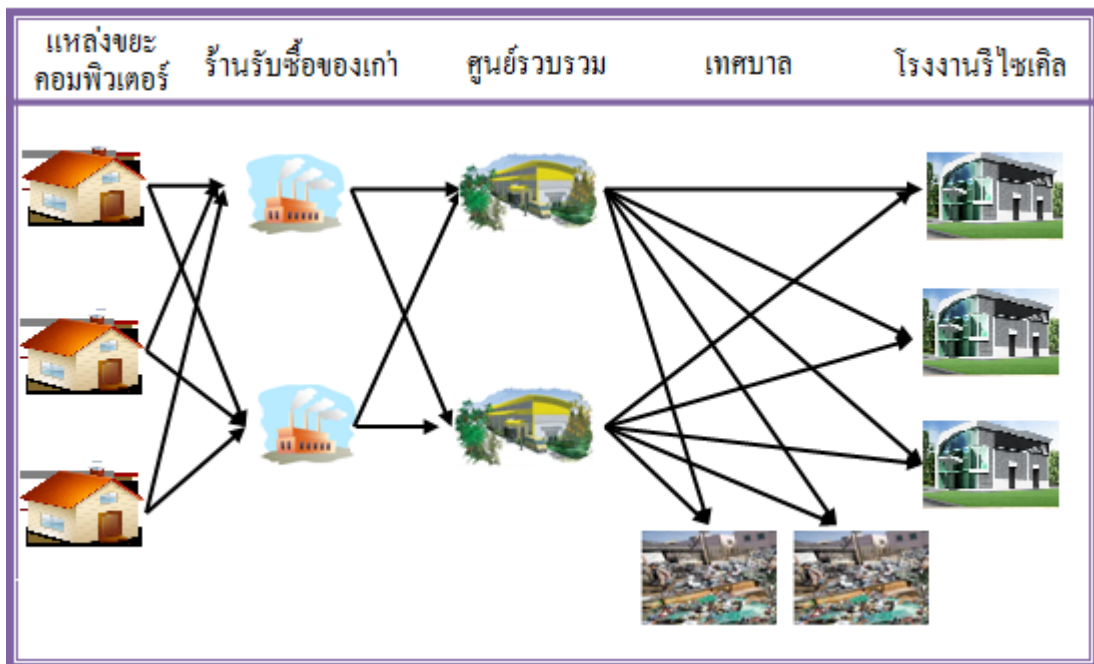 แหล่งขยะ
คอมพิวเตอร์
ร้านรับซื้อของเก่า
ศูนย์รวบรวม
เทศบาล
โรงงานรีไซเคิล